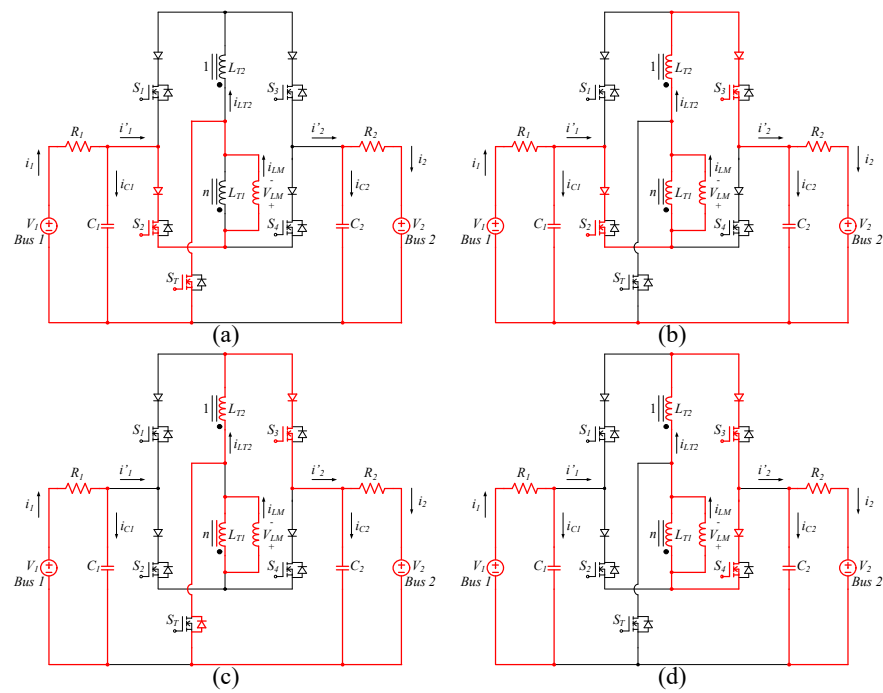 1 L_T2
S_1 S_3
i_LT2
R_1 i'_1 i'_2 R_2
i_1 i_C1 i_LM i_C2 i_2
n L_T1 - V_LM +
V_1 C_1 S_2 S_4 C_2 V_2
Bus 1 Bus 2
S_T
(a)
1 L_T2
S_1 S_3
i_LT2
R_1 i'_1 i'_2 R_2
i_1 i_C1 i_LM i_C2 i_2
n L_T1 - V_LM +
V_1 C_1 S_2 S_4 C_2 V_2
Bus 1 Bus 2
S_T
(b)
1 L_T2
S_1 S_3
i_LT2
R_1 i'_1 i'_2 R_2
i_1 i_C1 i_LM i_C2 i_2
n L_T1 - V_LM +
V_1 C_1 S_2 S_4 C_2 V_2
Bus 1 Bus 2
S_T
(c)
1 L_T2
S_1 S_3
i_LT2
R_1 i'_1 i'_2 R_2
i_1 i_C1 i_LM i_C2 i_2
n L_T1 - V_LM +
V_1 C_1 S_2 S_4 C_2 V_2
Bus 1 Bus 2
S_T
(d)